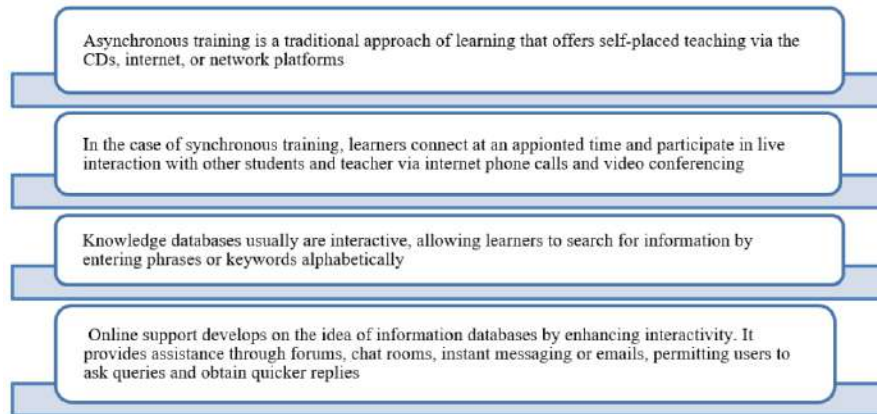 Asynchronous training is a traditional approach of learning that offers self-placed teaching via the
CDs, internet, or network platforms
In the case of synchronous training, learners connect at an appionted time and participate in live
interaction with other students and teacher via internet phone calls and video conferencing
Knowledge databases usually are interactive, allowing learners to search for information by
entering phrases or keywords alphabetically
Online support develops on the idea of information databases by enhancing interactivity. It
provides assistance through forums, chat rooms, instant messaging or emails, permitting users to
ask queries and obtain quicker replies